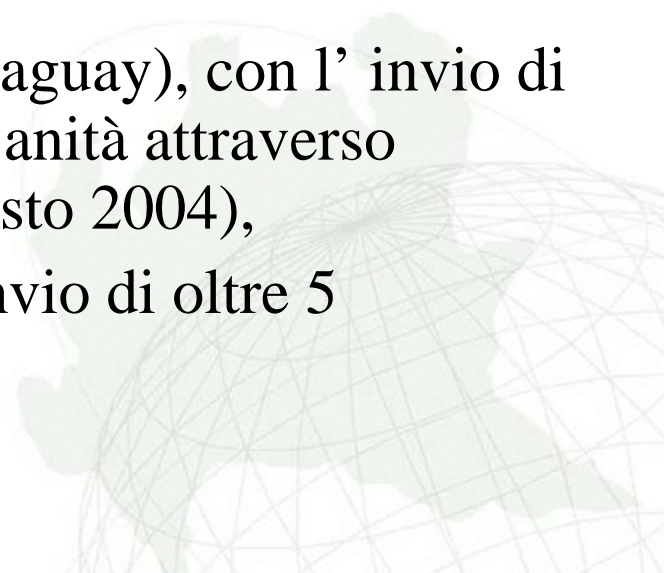 aguay), con l’ invio di
anità attraverso
sto 2004),
nvio di oltre 5